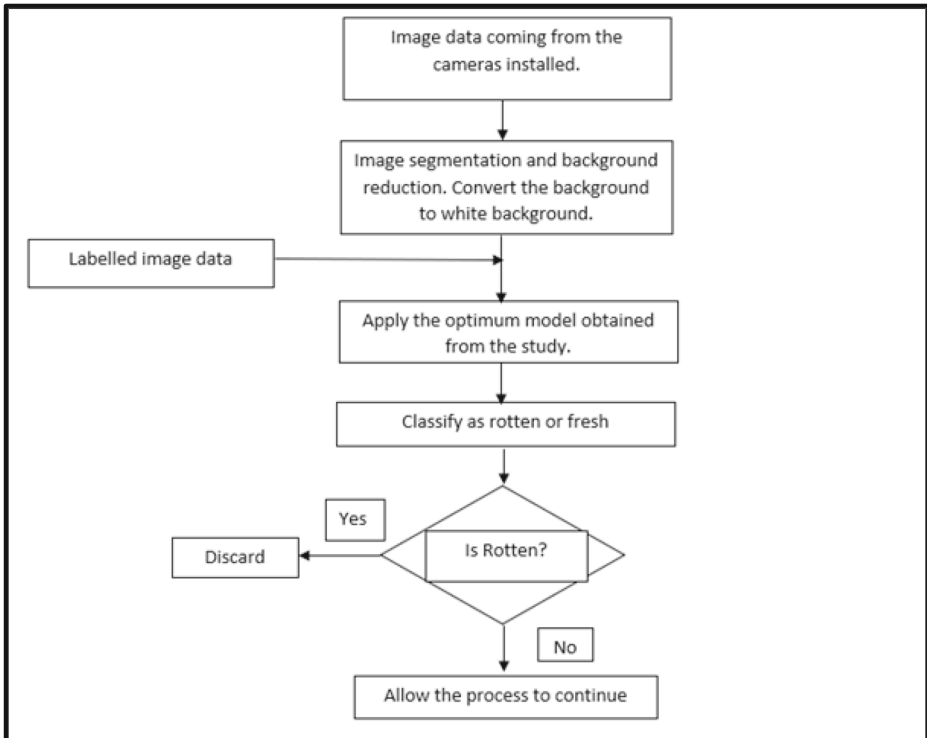 Image data coming from the
cameras installed.
Image segmentation and background
reduction. Convert the background
to white background.
Labelled image data
Apply the optimum model obtained
from the study.
Classify as rotten or fresh
Yes
Is Rotten?
Discard
No
Allow the process to continue